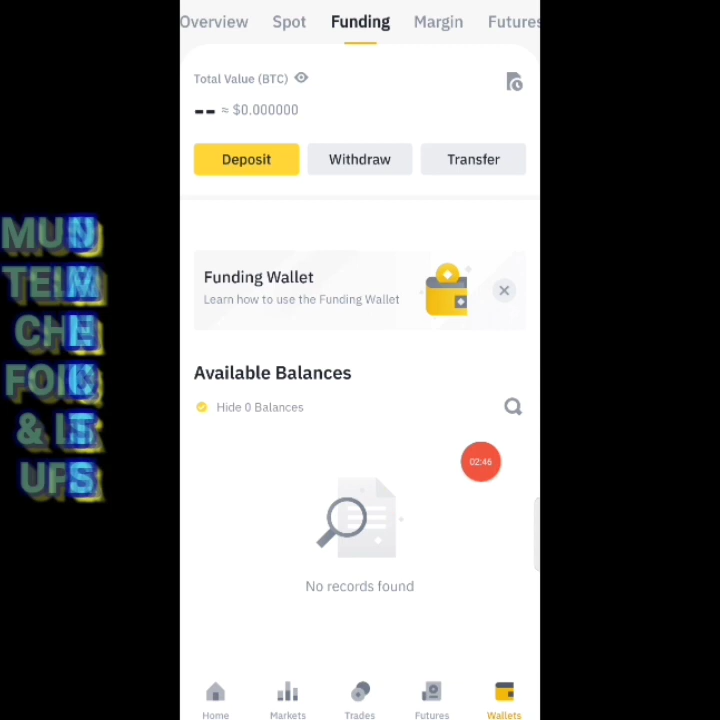 Overview Spot Funding Margin Futures
Total Value (BTC)
-- ≈ $0.000000
Deposit Withdraw Transfer
Funding Wallet
Learn how to use the Funding Wallet
Available Balances
Hide 0 Balances
02:46
No records found
Home Markets Trades Futures Wallets
&